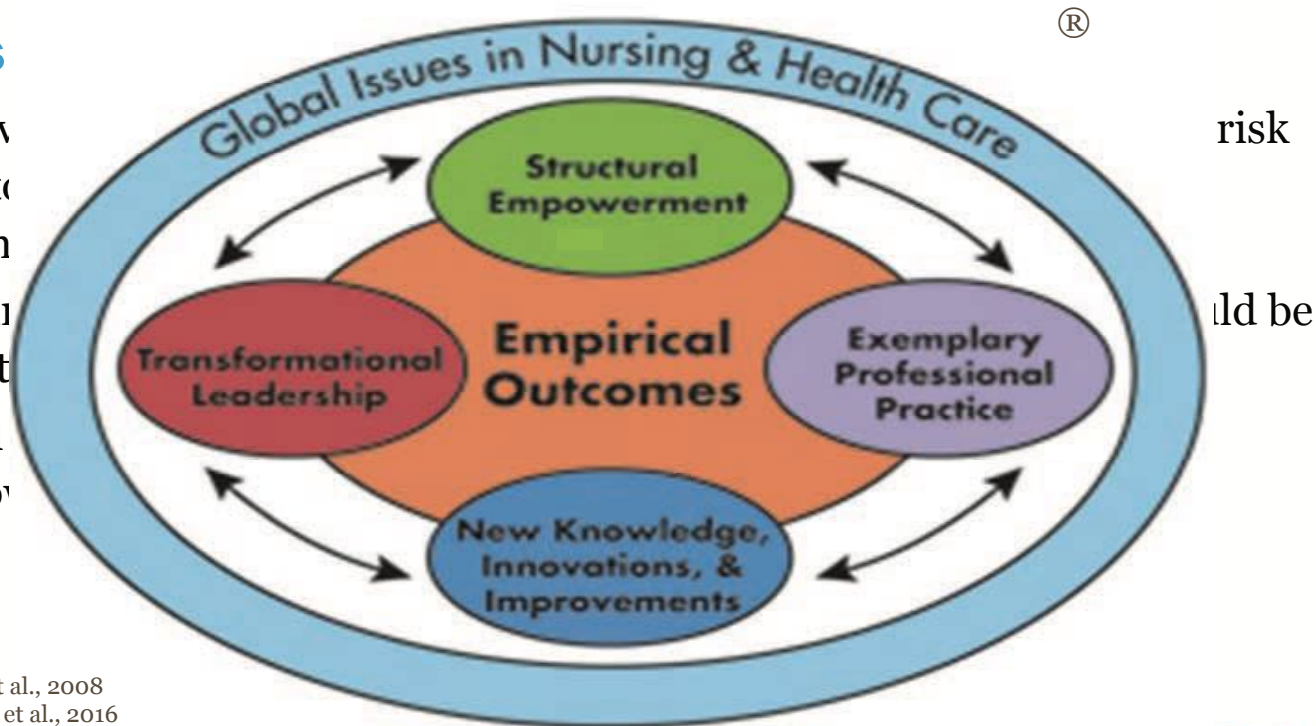 ®
Global Issues in Nursing & Health Care
risk
Structural
Empowerment
ld be
Transformational
Leadership
Empirical
Outcomes
Exemplary
Professional
Practice
New Knowledge,
Innovations, &
Improvements
et al., 2008
et al., 2016